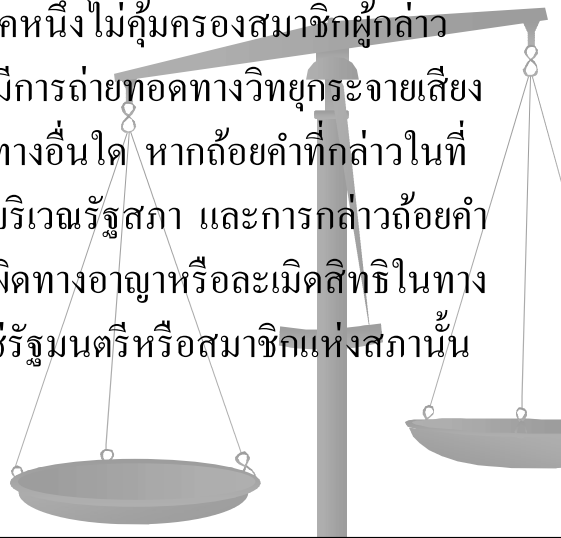 คหนึ่งไม่คุ้มครองสมาชิกผู้กล่าว
มีการถ่ายทอดทางวิทยุกระจายเสียง
ทางอื่นใด หากถ้อยคำที่กล่าวในที่
บริเวณรัฐสภา และการกล่าวถ้อยคำ
ผิดทางอาญาหรือละเมิดสิทธิในทาง
ช่รัฐมนตรีหรือสมาชิกแห่งสภานั้น